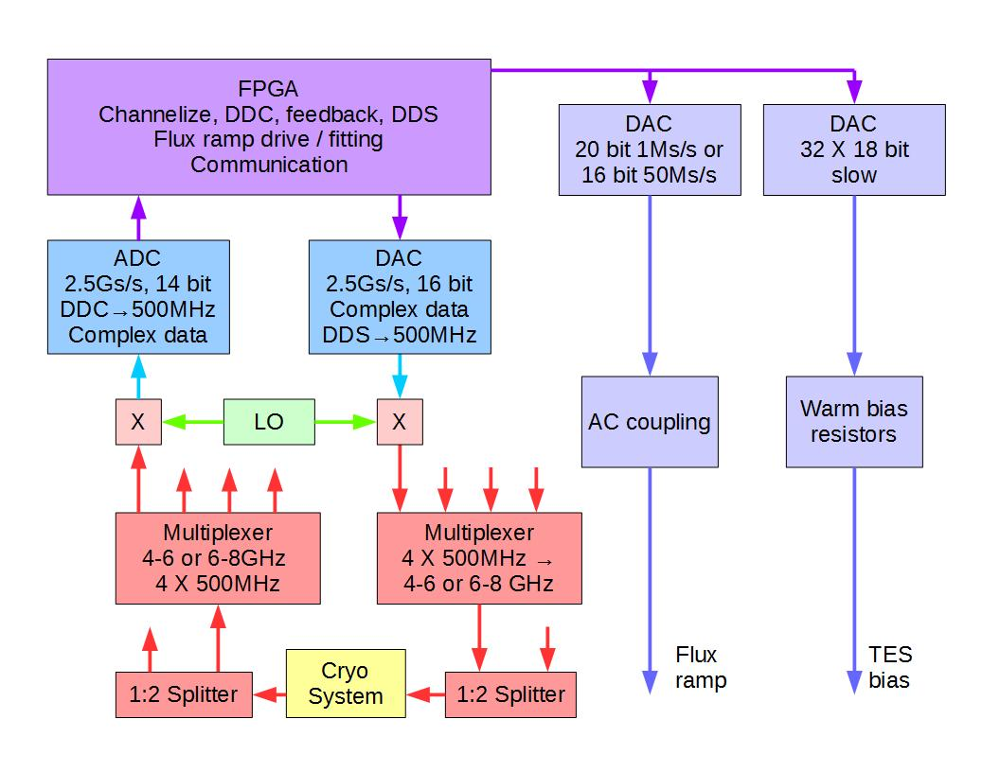 FPGA
Channelize, DDC, feedback, DDS
Flux ramp drive / fitting
Communication
DAC
20 bit 1Ms/s or
16 bit 50Ms/s
DAC
32 X 18 bit
slow
ADC
2.5Gs/s, 14 bit
DDC→500MHz
Complex data
DAC
2.5Gs/s, 16 bit
Complex data
DDS→500MHz
X
LO
X
AC coupling
Warm bias
resistors
Multiplexer
4-6 or 6-8GHz
4 X 500MHz
Multiplexer
4 X 500MHz →
4-6 or 6-8 GHz
1:2 Splitter
Cryo
System
1:2 Splitter
Flux
ramp
TES
bias